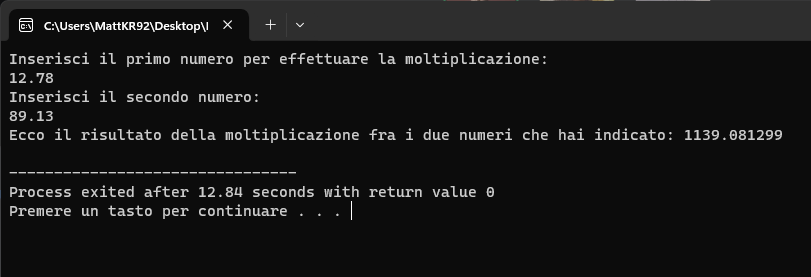 C:\Users\MattKR92\Desktop\I
Inserisci il primo numero per effettuare la moltiplicazione:
12.78
Inserisci il secondo numero:
89.13
Ecco il risultato della moltiplicazione fra i due numeri che hai indicato: 1139.081299
--------------------------------
Process exited after 12.84 seconds with return value 0
Premere un tasto per continuare . . .